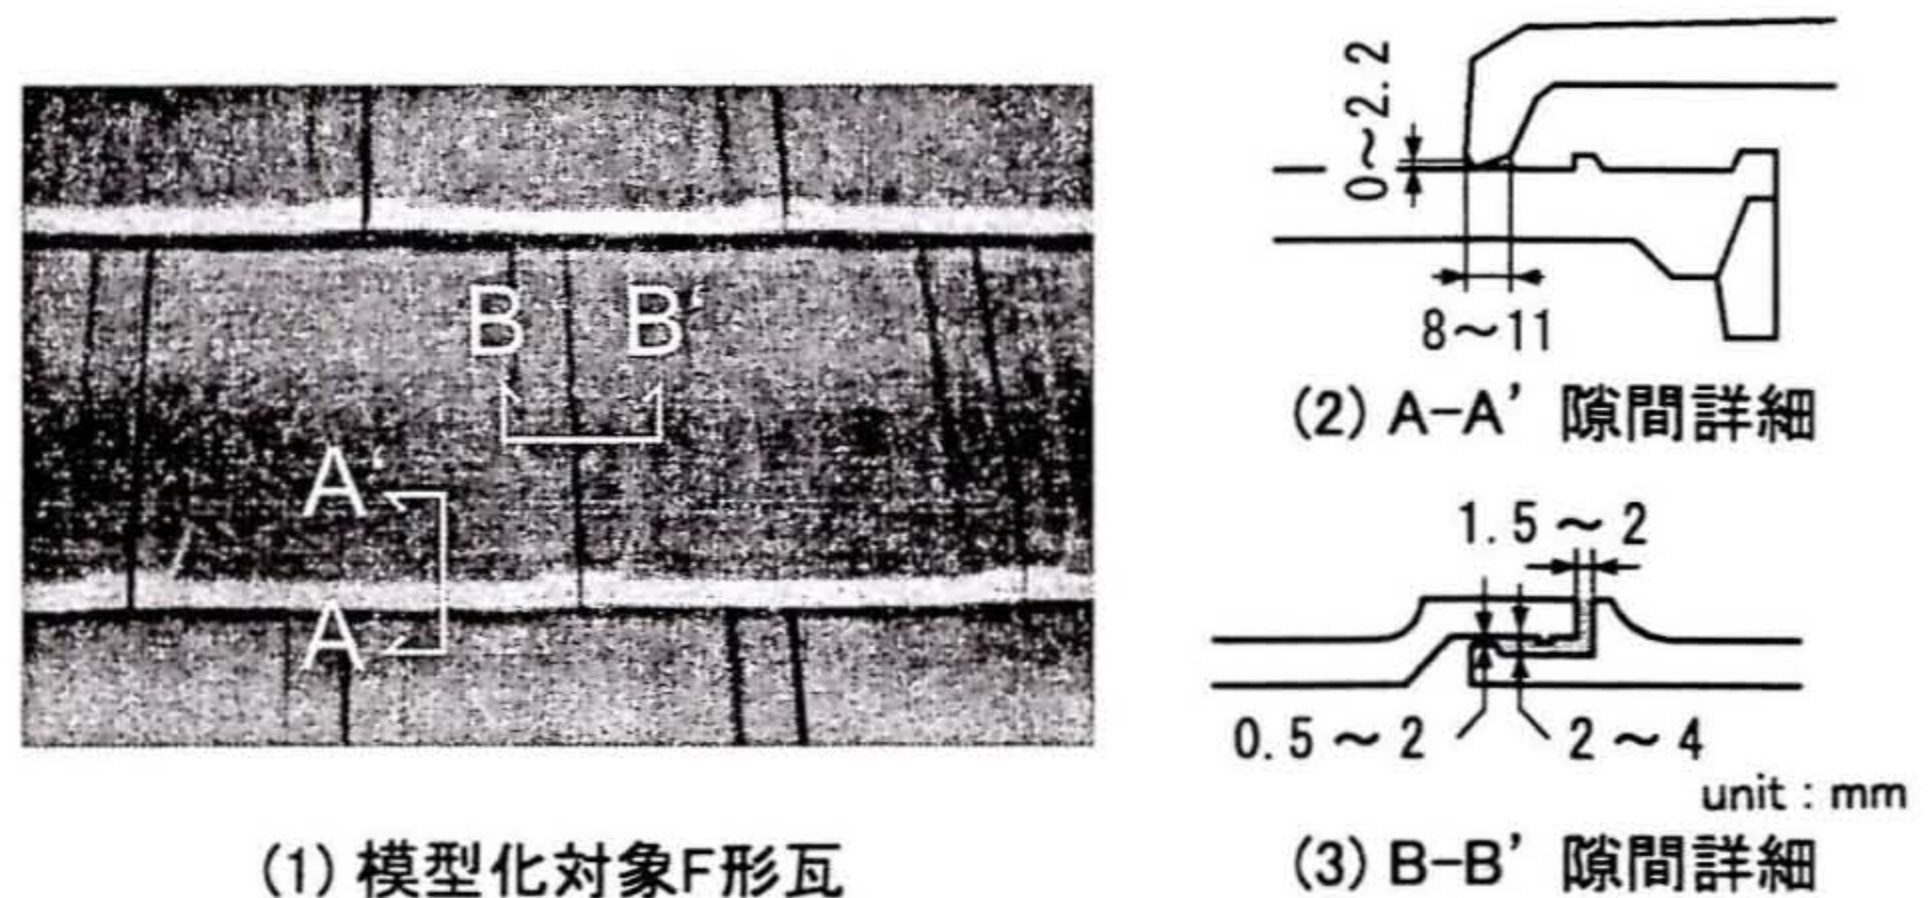 B B'
A'
A
(1) 模型化対象F形瓦
0～2.2
8～11
(2) A-A’ 隙間詳細
1.5～2
0.5～2
2～4
unit : mm
(3) B-B’ 隙間詳細